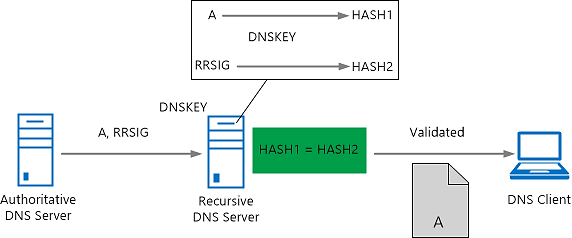 A
HASH1
DNSKEY
RRSIG
HASH2
DNSKEY
A, RRSIG
HASH1 = HASH2
Validated
Authoritative
DNS Server
Recursive
DNS Server
A
DNS Client